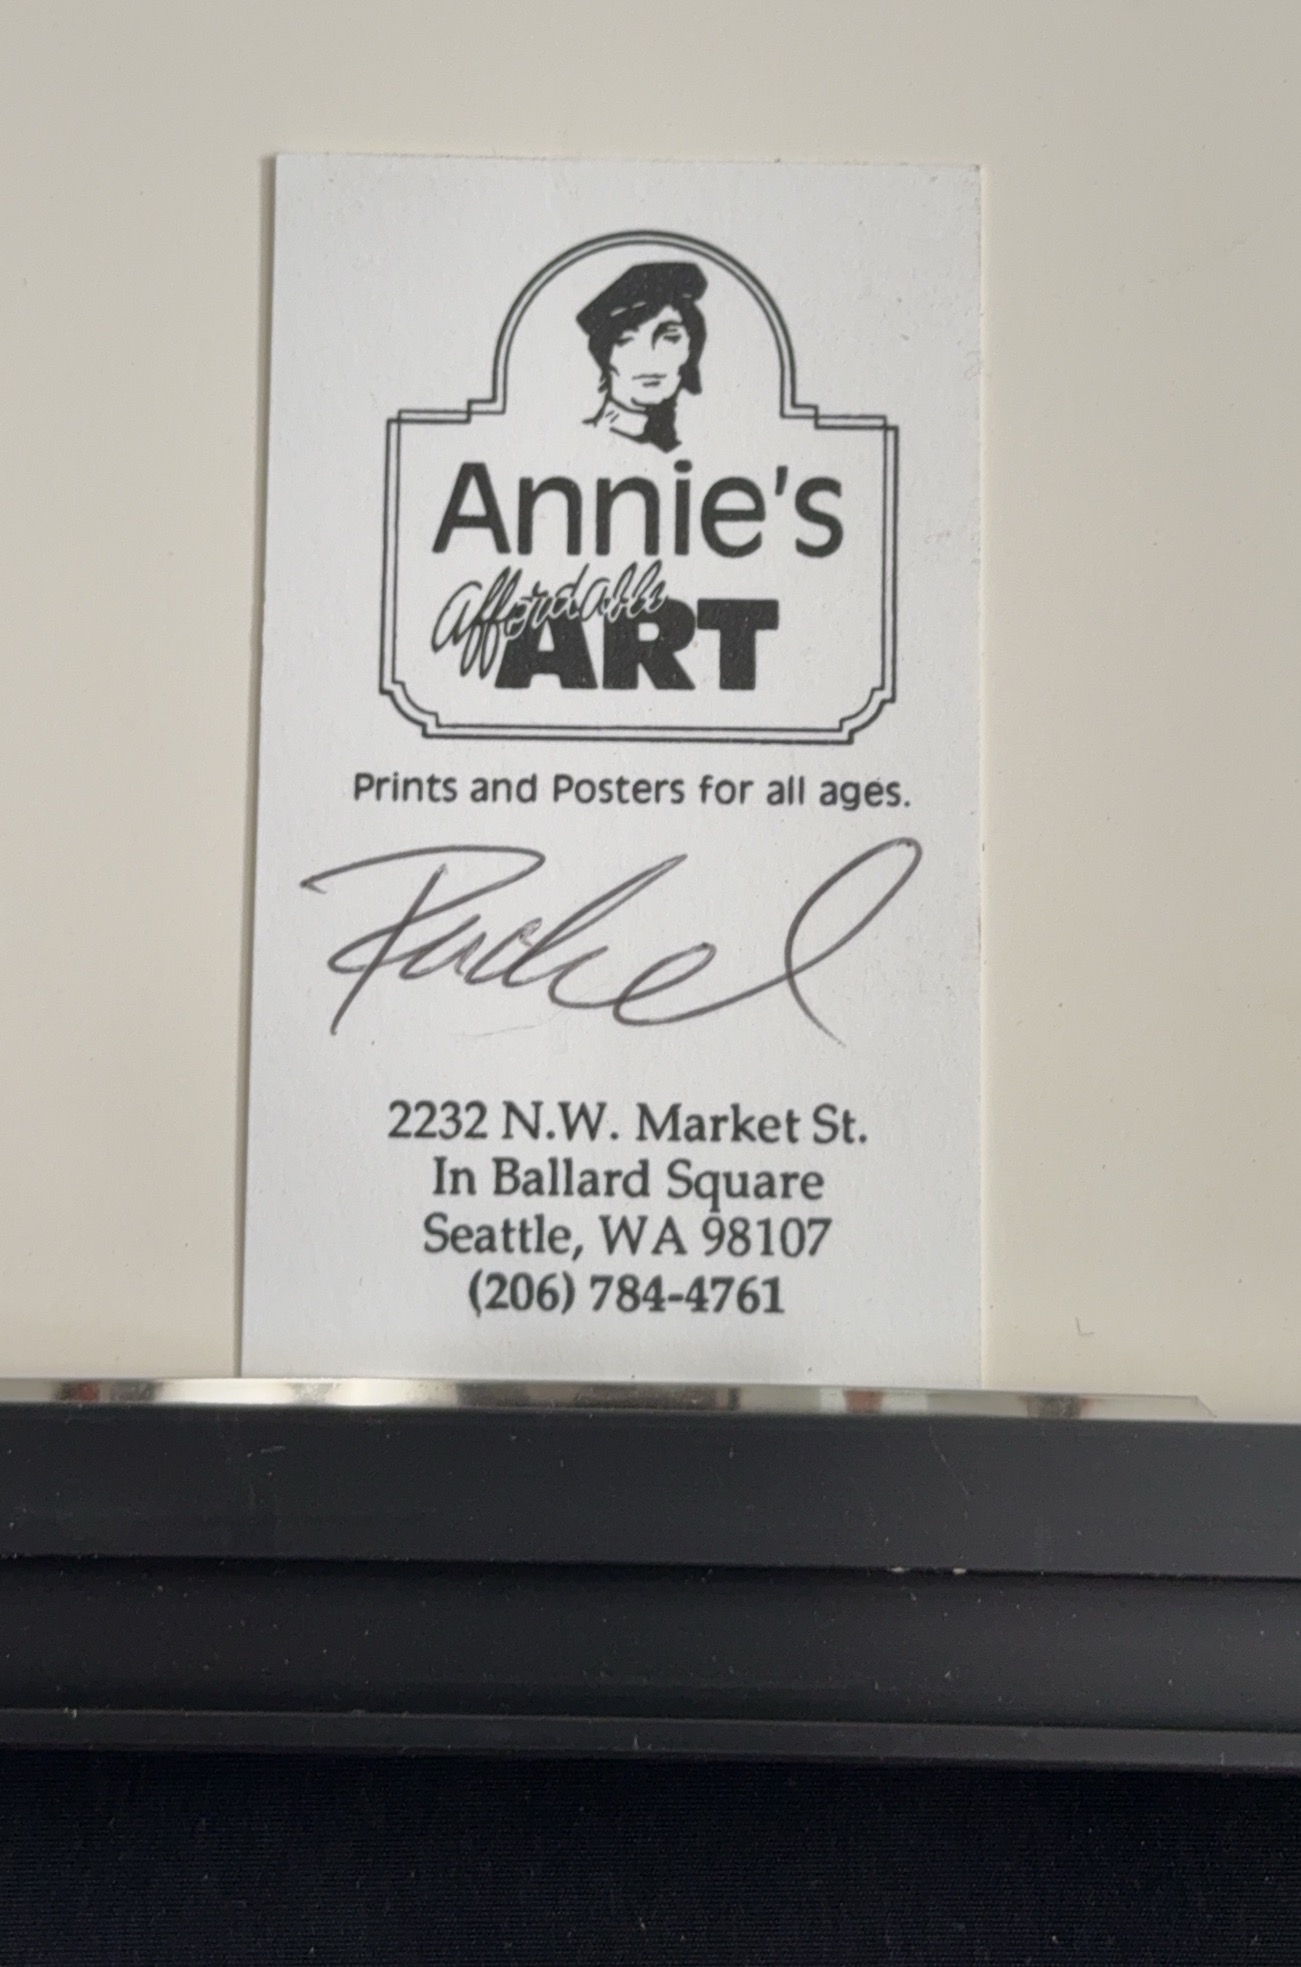 Annie's
affordable
ART
Prints and Posters for all ages.
Rachel
2232 N.W. Market St.
In Ballard Square
Seattle, WA 98107
(206) 784-4761